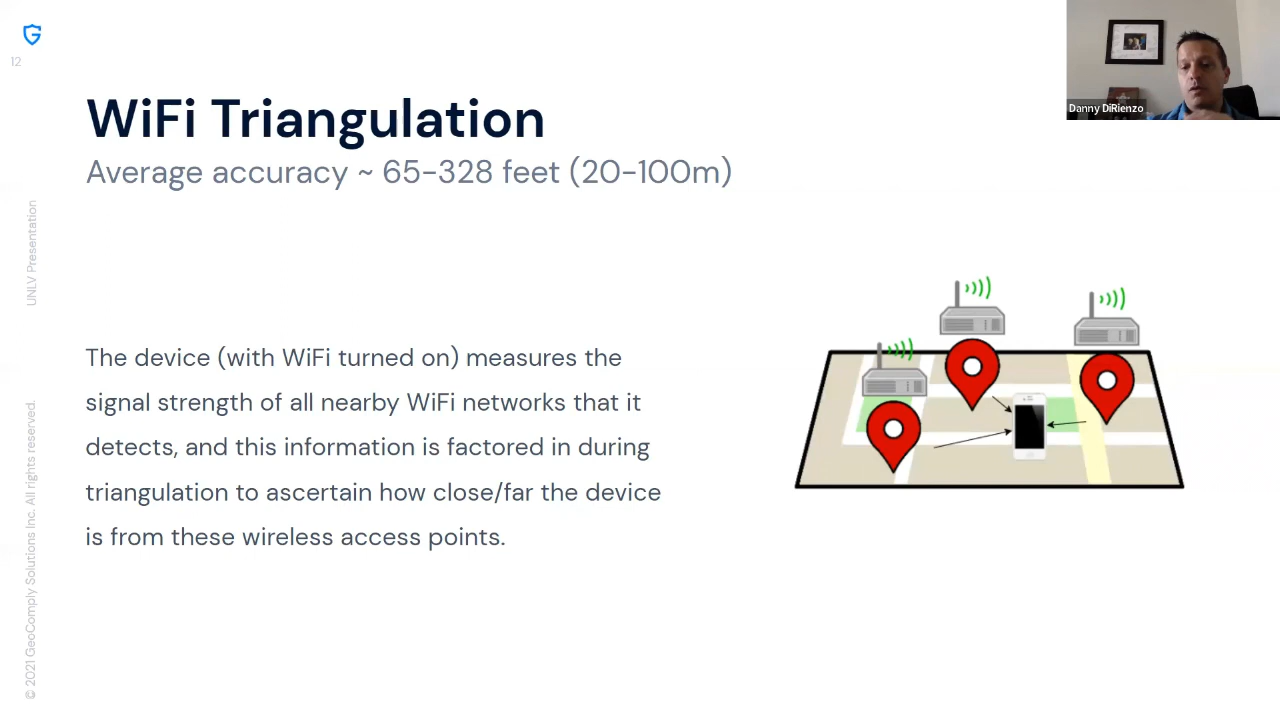 12
WiFi Triangulation
Average accuracy ~ 65-328 feet (20-100m)
The device (with WiFi turned on) measures the
signal strength of all nearby WiFi networks that it
detects, and this information is factored in during
triangulation to ascertain how close/far the device
is from these wireless access points.
UNLV Presentation
© 2021 GeoComply Solutions Inc. All rights reserved.
Danny DiRienzo